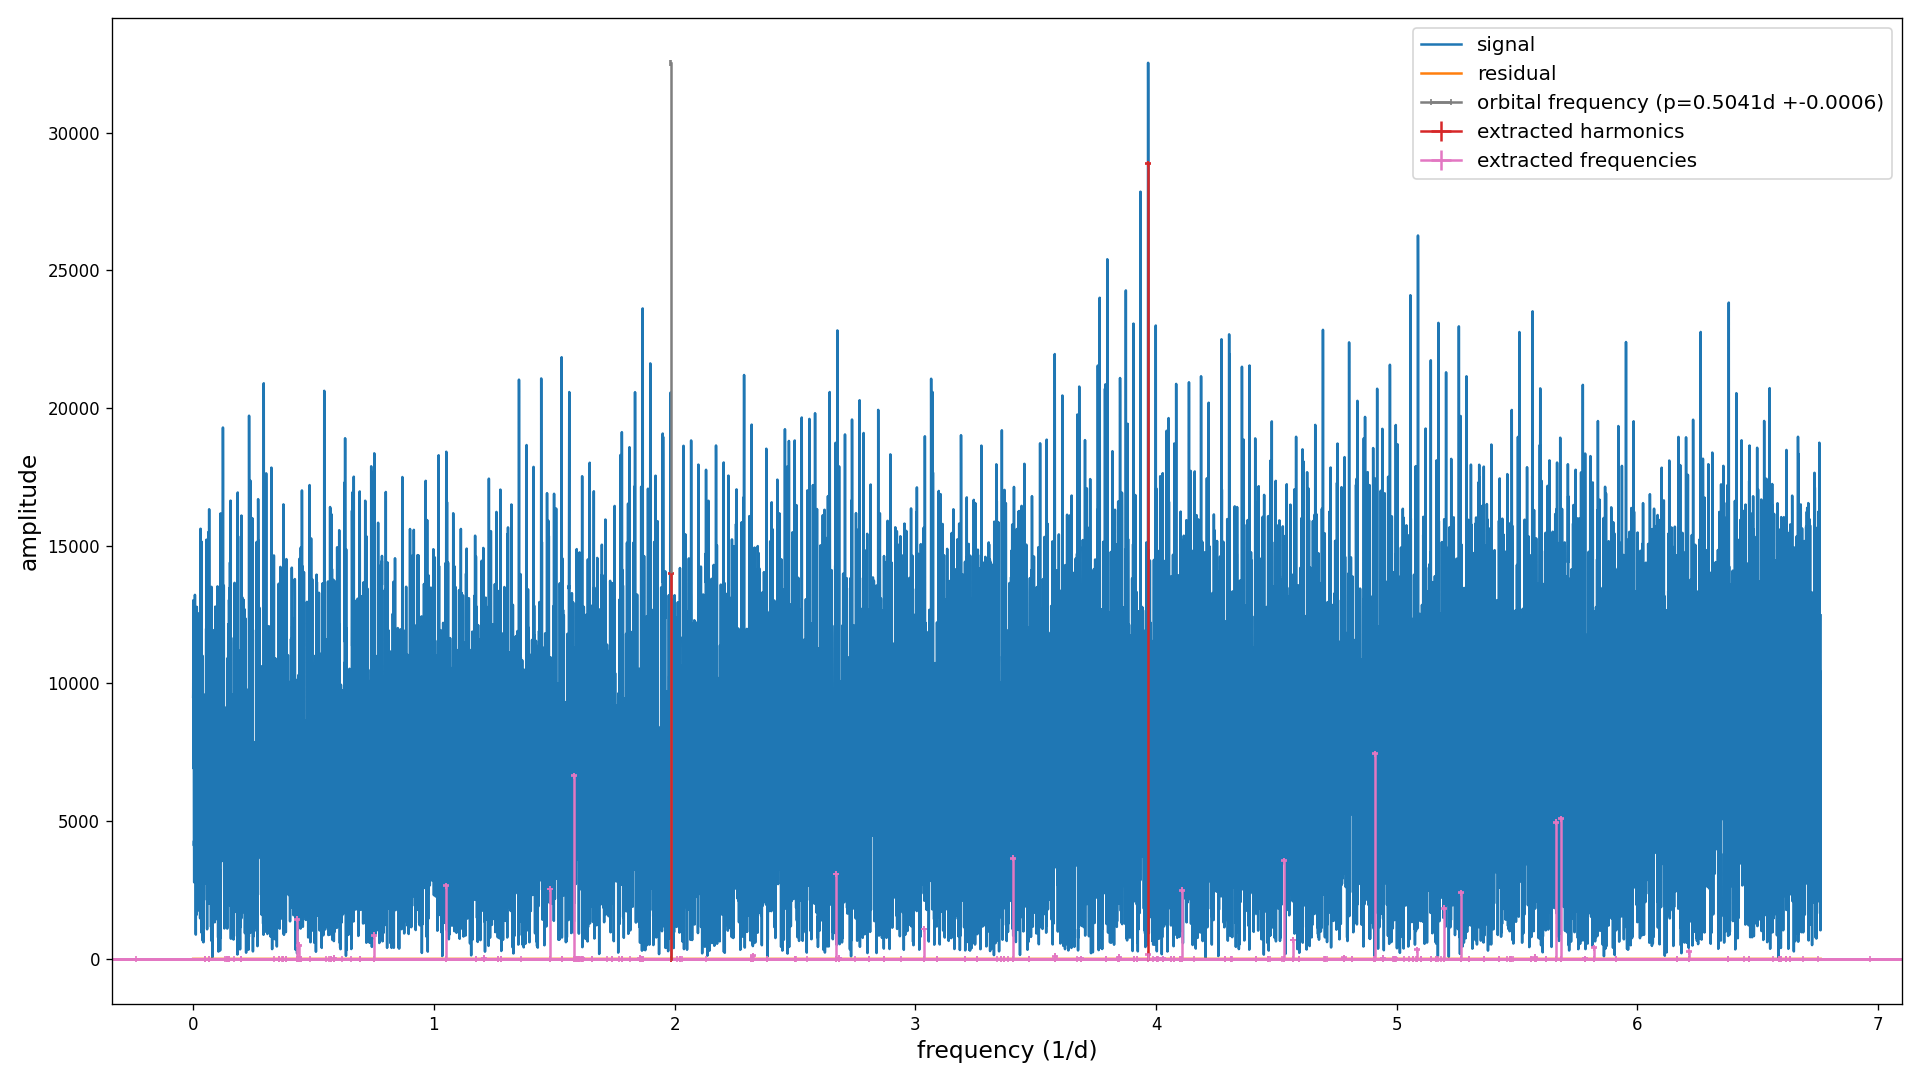 signal
residual
orbital frequency (p=0.5041d +-0.0006)
extracted harmonics
extracted frequencies
30000
25000
20000
15000
10000
5000
0
amplitude
0 1 2 3 4 5 6 7
frequency (1/d)